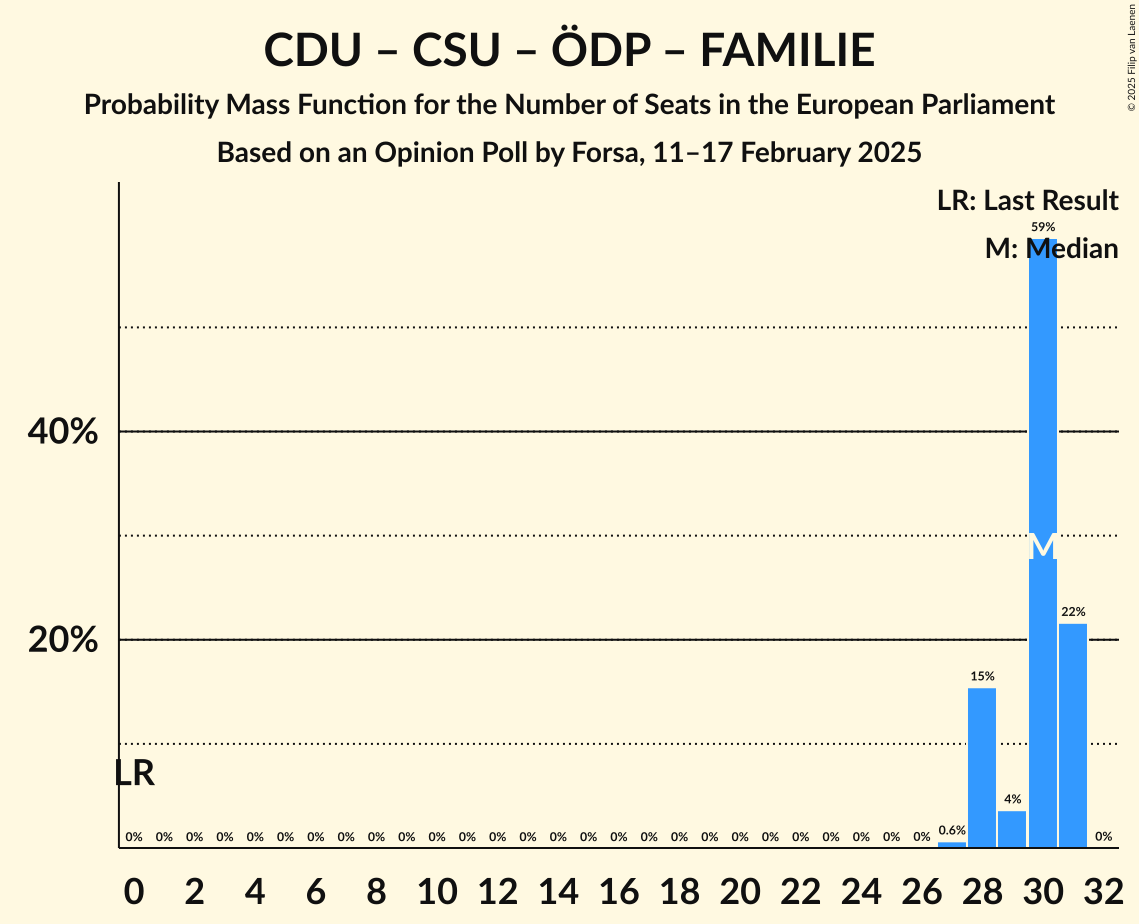 CDU – CSU – ÖDP – FAMILIE
Probability Mass Function for the Number of Seats in the European Parliament
Based on an Opinion Poll by Forsa, 11–17 February 2025
© 2025 Filip van Laenen
LR: Last Result
M: Median
59%
40%
M
22%
20%
15%
LR
4%
0% 0% 0% 0% 0% 0% 0% 0% 0% 0% 0% 0% 0% 0% 0% 0% 0% 0% 0% 0% 0% 0% 0% 0% 0% 0% 0% 0.6% 0%
0 2 4 6 8 10 12 14 16 18 20 22 24 26 28 30 32